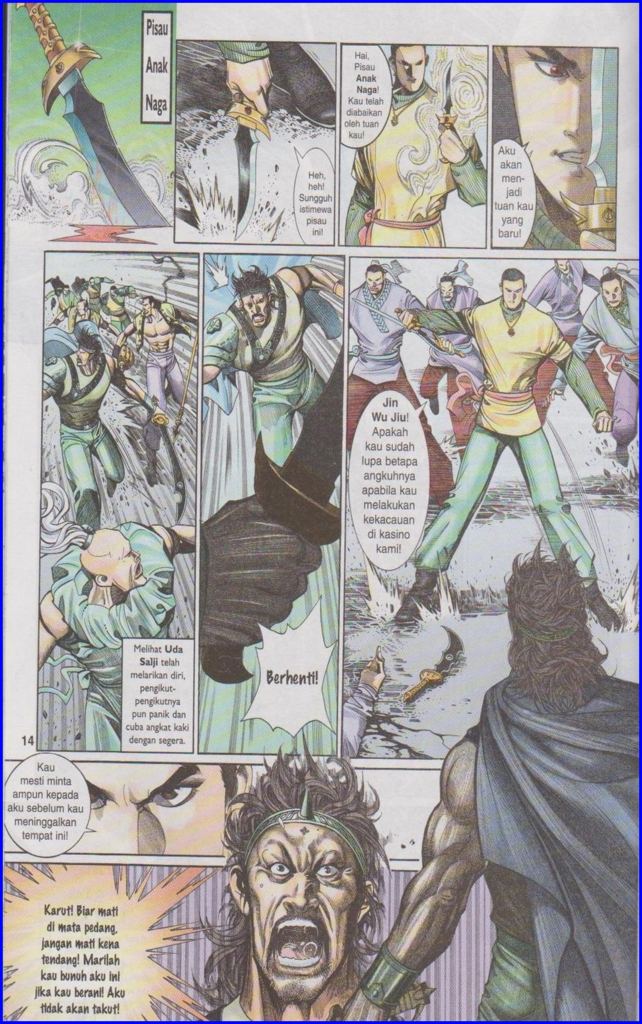 Pisau
Anak
Naga
Heh,
heh!
Sungguh
istimewa
pisau
ini!
Hai,
Pisau
Anak
Naga!
Kau telah
diabaikan
oleh tuan
kau!
Aku
akan
men-
jadi
tuan kau
yang
baru!
Melihat Uda
Salji telah
melarikan diri,
pengikut-
pengikutnya
pun panik dan
cuba angkat kaki
dengan segera.
Berhenti!
Jin
Wu Jiu!
Apakah
kau sudah
lupa betapa
angkuhnya
apabila kau
melakukan
kekacauan
di kasino
kami!
14
Kau
mesti minta
ampun kepada
aku sebelum kau
meninggalkan
tempat ini!
Karut! Biar mati
di mata pedang,
jangan mati kena
tendang! Marilah
kau bunuh aku ini
jika kau berani! Aku
tidak akan takut!